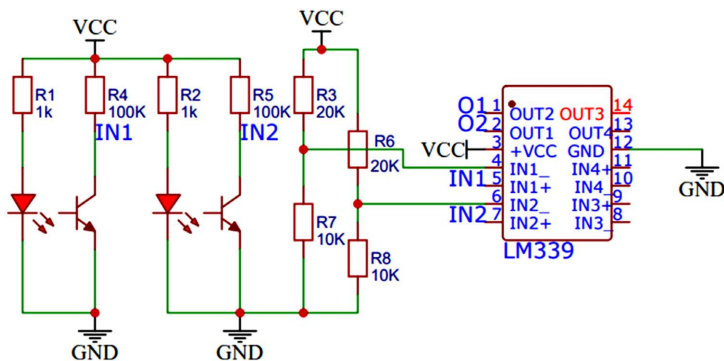 VCC
VCC
R1
1k
R4
100K
IN1
R2
1k
R5
100K
IN2
R3
20K
R6
20K
R7
10K
R8
10K
GND
GND
O1
O2
VCC
IN1
IN2
1 OUT2 OUT3 14
2 OUT1 OUT4 13
3 +VCC GND 12
4 IN1_ IN4+ 11
5 IN1+ IN4_ 10
6 IN2_ IN3+ 9
7 IN2+ IN3_ 8
LM339
GND